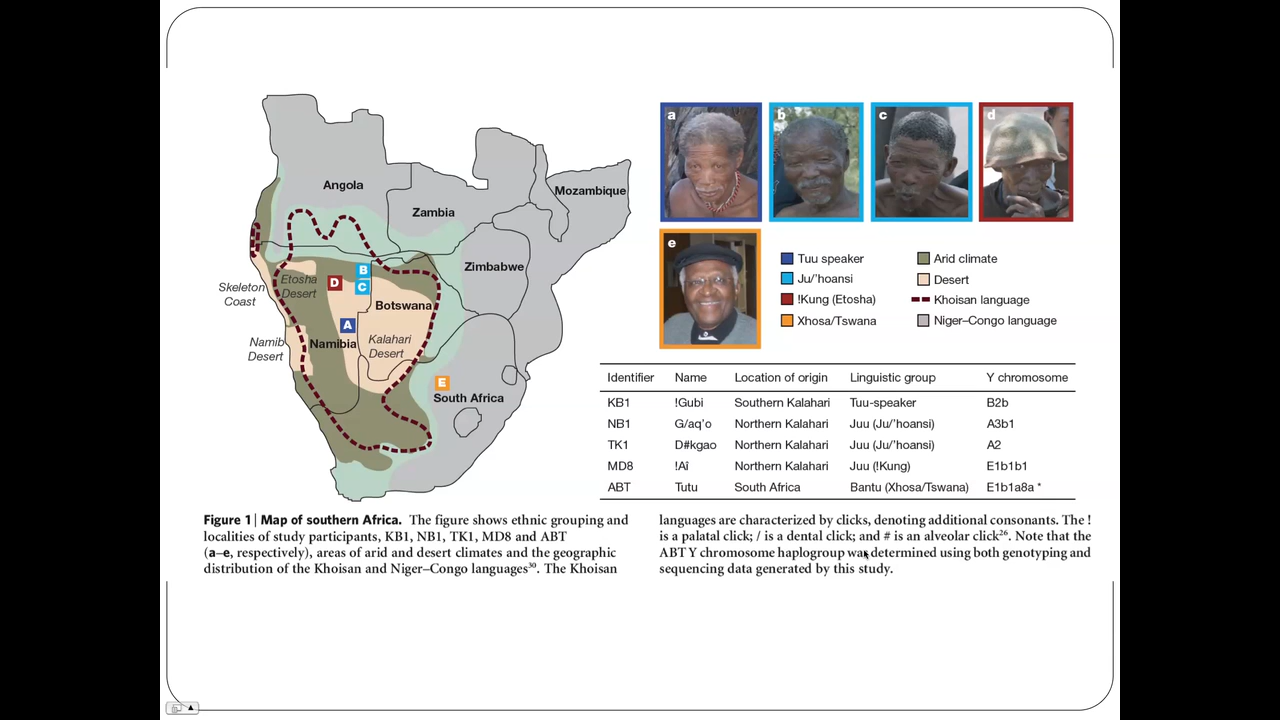 Angola
Zambia
Mozambique
Zimbabwe
Skeleton
Coast
Etosha
Desert
D
B
C
Botswana
A
Namib
Desert
Namibia
Kalahari
Desert
E
South Africa
a
b
c
d
e
Tuu speaker
Ju/'hoansi
!Kung (Etosha)
Xhosa/Tswana
Arid climate
Desert
Khoisan language
Niger–Congo language
Identifier Name Location of origin Linguistic group Y chromosome
KB1 !Gubi Southern Kalahari Tuu-speaker B2b
NB1 G/aq'o Northern Kalahari Juu (Ju/'hoansi) A3b1
TK1 D#kgao Northern Kalahari Juu (Ju/'hoansi) A2
MD8 !Aî Northern Kalahari Juu (!Kung) E1b1b1
ABT Tutu South Africa Bantu (Xhosa/Tswana) E1b1a8a *
Figure 1 | Map of southern Africa. The figure shows ethnic grouping and
localities of study participants, KB1, NB1, TK1, MD8 and ABT
(a–e, respectively), areas of arid and desert climates and the geographic
distribution of the Khoisan and Niger–Congo languages30. The Khoisan
languages are characterized by clicks, denoting additional consonants. The !
is a palatal click; / is a dental click; and # is an alveolar click26. Note that the
ABT Y chromosome haplogroup was determined using both genotyping and
sequencing data generated by this study.